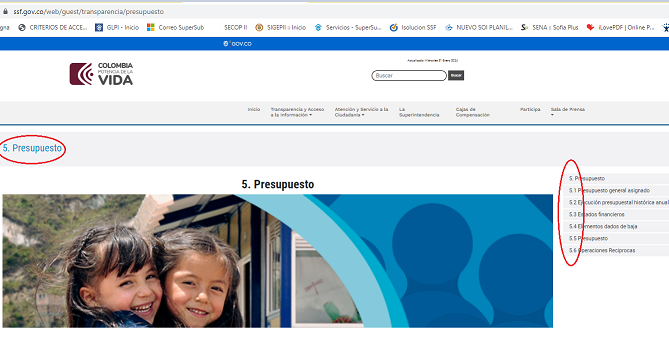 ssf.gov.co/web/guest/transparencia/presupuesto
gna CRITERIOS DE ACCE... GLPI - Inicio Correo SuperSub SECOP II SIGEPII :: Inicio Servicios - SuperSu... Isolucion SSF NUEVO SOI PLANIL... SENA :: Sofia Plus iLovePDF | Online P...
GOV.CO
COLOMBIA
POTENCIA DE LA
VIDA
Buscar Buscar
Inicio Transparencia y Acceso a la Información Atención y Servicio a la Ciudadanía La Superintendencia Cajas de Compensación Participa Sala de Prensa
5. Presupuesto
5. Presupuesto
5. Presupuesto
5.1 Presupuesto general asignado
5.2 Ejecución presupuestal histórica anual
5.3 Estados financieros
5.4 Elementos dados de baja
5.5 Presupuesto
5.6 Operaciones Reciprocas